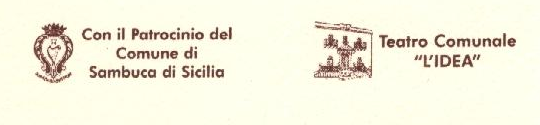 Con il Patrocinio del
Comune di
Sambuca di Sicilia
Teatro Comunale
"L'IDEA"